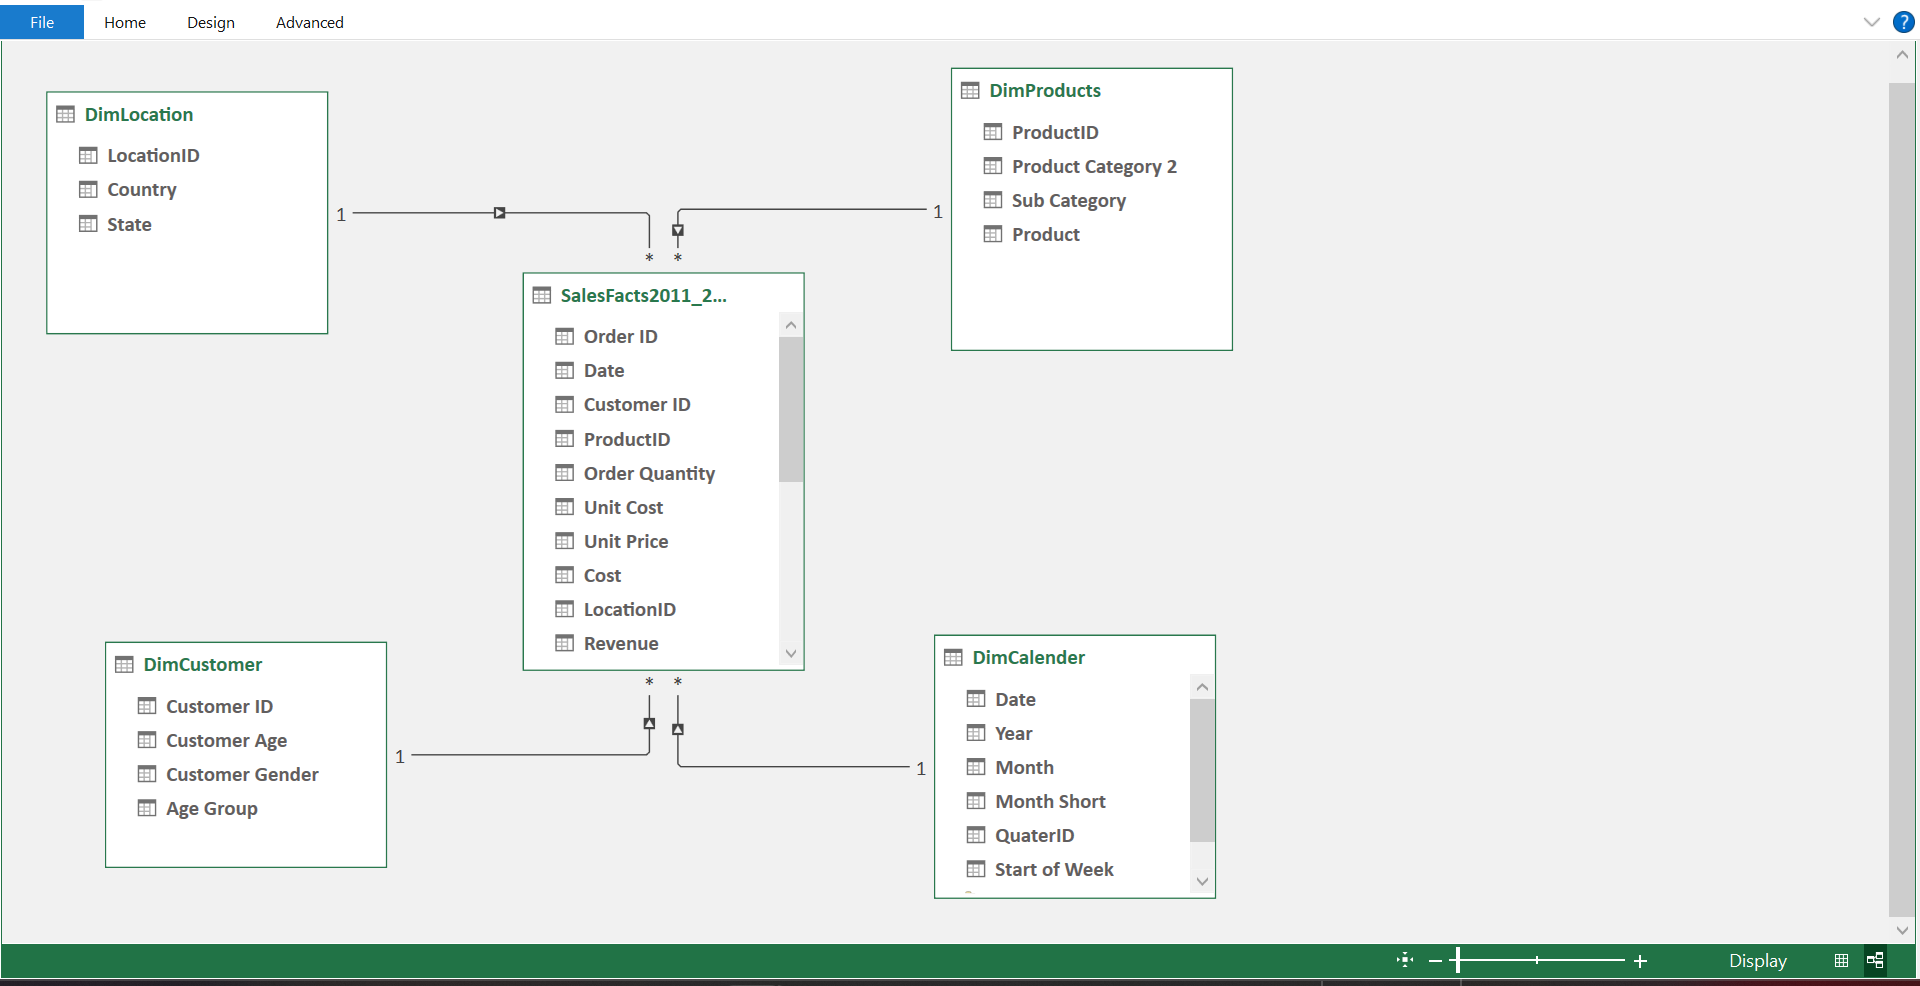 File Home Design Advanced
?
DimLocation
LocationID
Country
State
1
*
DimProducts
ProductID
Product Category 2
Sub Category
Product
1
*
SalesFacts2011_2...
Order ID
Date
Customer ID
ProductID
Order Quantity
Unit Cost
Unit Price
Cost
LocationID
Revenue
* *
DimCustomer
Customer ID
Customer Age
Customer Gender
Age Group
1
DimCalender
Date
Year
Month
Month Short
QuaterID
Start of Week
1
Display